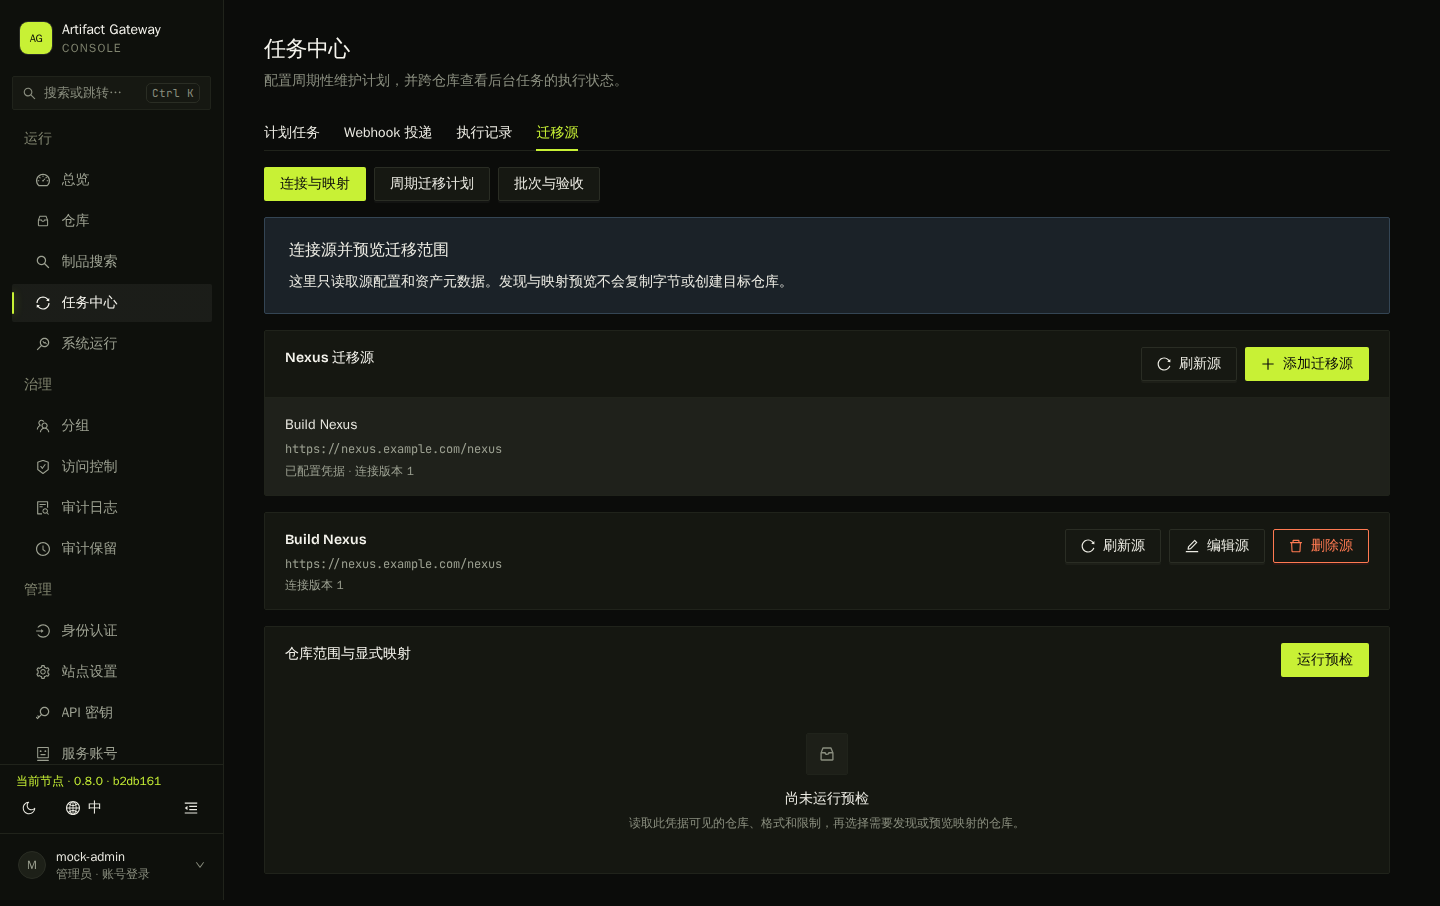 AG
Artifact Gateway
CONSOLE
搜索或跳转…
Ctrl K
运行
总览
仓库
制品搜索
任务中心
系统运行
治理
分组
访问控制
审计日志
审计保留
管理
身份认证
站点设置
API 密钥
服务账号
当前节点 · 0.8.0 · b2db161
中
M
mock-admin
管理员 · 账号登录
任务中心
配置周期性维护计划，并跨仓库查看后台任务的执行状态。
计划任务 Webhook 投递 执行记录 迁移源
连接与映射 周期迁移计划 批次与验收
连接源并预览迁移范围
这里只读取源配置和资产元数据。发现与映射预览不会复制字节或创建目标仓库。
Nexus 迁移源
刷新源 添加迁移源
Build Nexus
https://nexus.example.com/nexus
已配置凭据 · 连接版本 1
Build Nexus
刷新源 编辑源 删除源
https://nexus.example.com/nexus
连接版本 1
仓库范围与显式映射
运行预检
尚未运行预检
读取此凭据可见的仓库、格式和限制，再选择需要发现或预览映射的仓库。